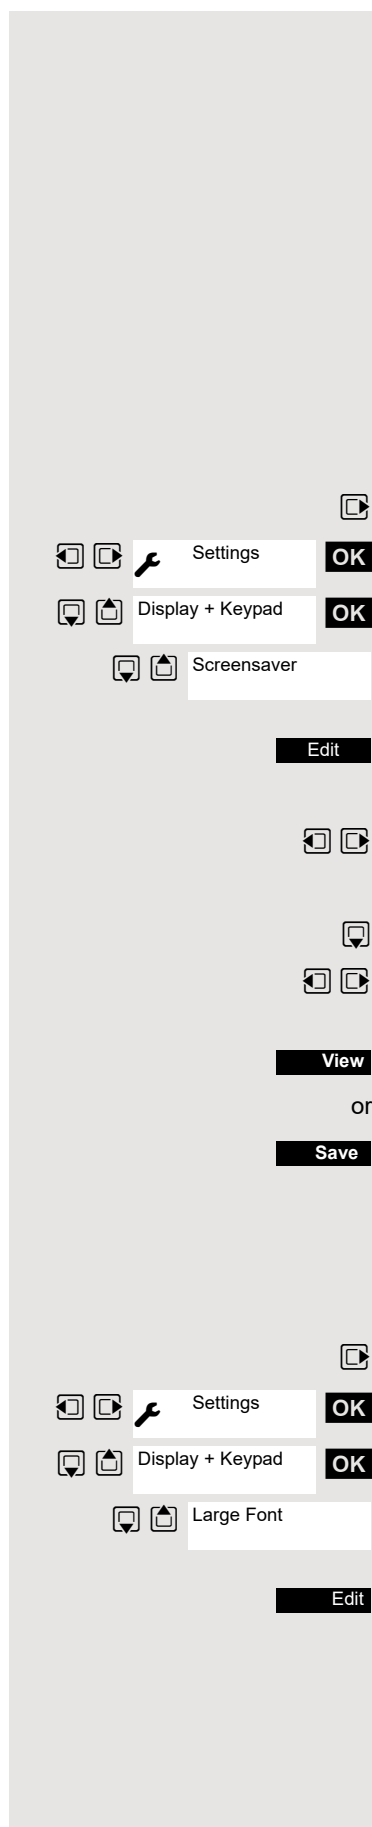 Settings OK
Display + Keypad OK
Screensaver
Edit
View
or
Save
Settings OK
Display + Keypad OK
Large Font
Edit